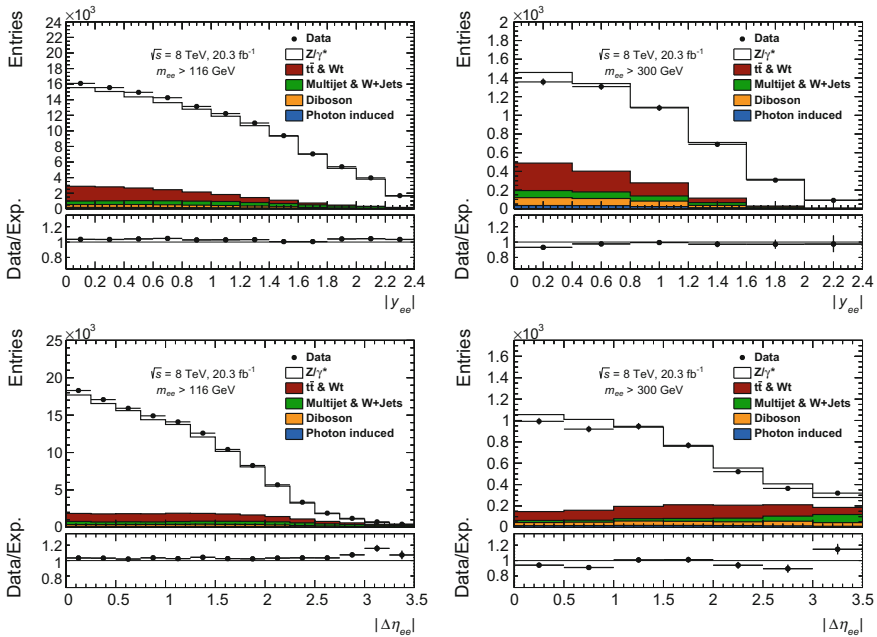 ×10³
Entries
24
22
20
18
16
14
12
10
8
6
4
2
0
√s = 8 TeV, 20.3 fb⁻¹
m_ee > 116 GeV
Data
Z/γ*
tt̄ & Wt
Multijet & W+Jets
Diboson
Photon induced
Data/Exp.
1.2
1
0.8
0 0.2 0.4 0.6 0.8 1 1.2 1.4 1.6 1.8 2 2.2 2.4
|y_ee|
×10³
Entries
2
1.8
1.6
1.4
1.2
1
0.8
0.6
0.4
0.2
0
√s = 8 TeV, 20.3 fb⁻¹
m_ee > 300 GeV
Data
Z/γ*
tt̄ & Wt
Multijet & W+Jets
Diboson
Photon induced
Data/Exp.
1.2
1
0.8
0 0.2 0.4 0.6 0.8 1 1.2 1.4 1.6 1.8 2 2.2 2.4
|y_ee|
×10³
Entries
25
20
15
10
5
0
√s = 8 TeV, 20.3 fb⁻¹
m_ee > 116 GeV
Data
Z/γ*
tt̄ & Wt
Multijet & W+Jets
Diboson
Photon induced
Data/Exp.
1.2
1
0.8
0 0.5 1 1.5 2 2.5 3 3.5
|Δη_ee|
×10³
Entries
1.6
1.4
1.2
1
0.8
0.6
0.4
0.2
0
√s = 8 TeV, 20.3 fb⁻¹
m_ee > 300 GeV
Data
Z/γ*
tt̄ & Wt
Multijet & W+Jets
Diboson
Photon induced
Data/Exp.
1.2
1
0.8
0 0.5 1 1.5 2 2.5 3 3.5
|Δη_ee|